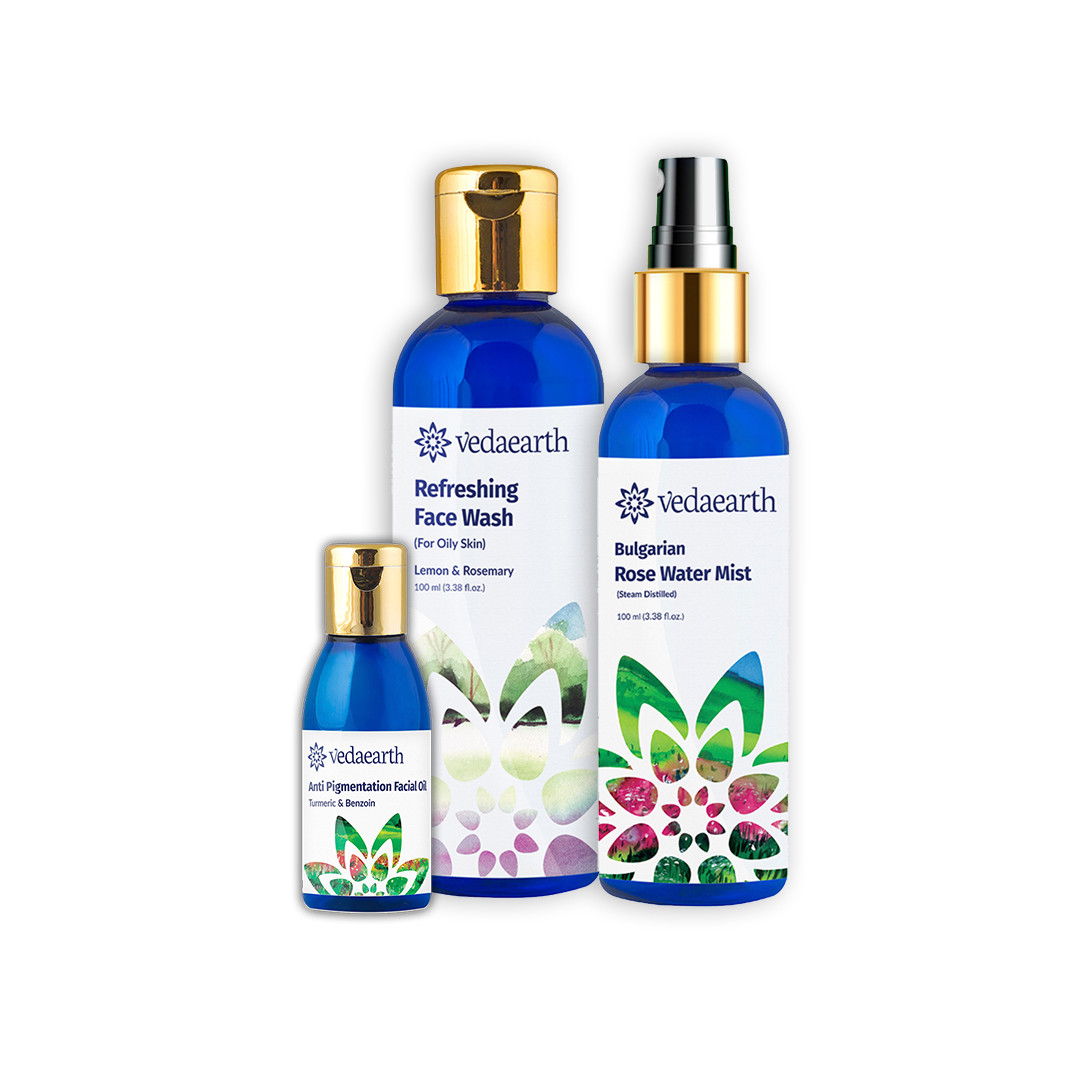 vedaearth
Refreshing
Face Wash
(For Oily Skin)
Lemon & Rosemary
100 ml (3.38 fl.oz.)
vedaearth
Bulgarian
Rose Water Mist
(Steam Distilled)
100 ml (3.38 fl.oz.)
vedaearth
Anti Pigmentation Facial Oil
Turmeric & Benzoin